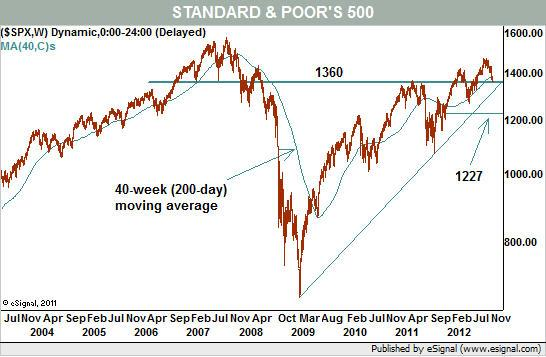 STANDARD & POOR'S 500
($SPX,W) Dynamic,0:00-24:00 (Delayed)
MA(40,C)s
1600.00
1360
1400.00
1200.00
1227
1000.00
40-week (200-day)
moving average
800.00
© eSignal, 2011
Jul Nov Apr Sep Feb Jul Nov Apr Sep Feb Jul Nov Apr Oct Mar Aug Feb Jul Nov Apr Sep Feb Jul Nov
2004 2005 2006 2007 2008 2009 2010 2011 2012
Published by eSignal (www.esignal.com)